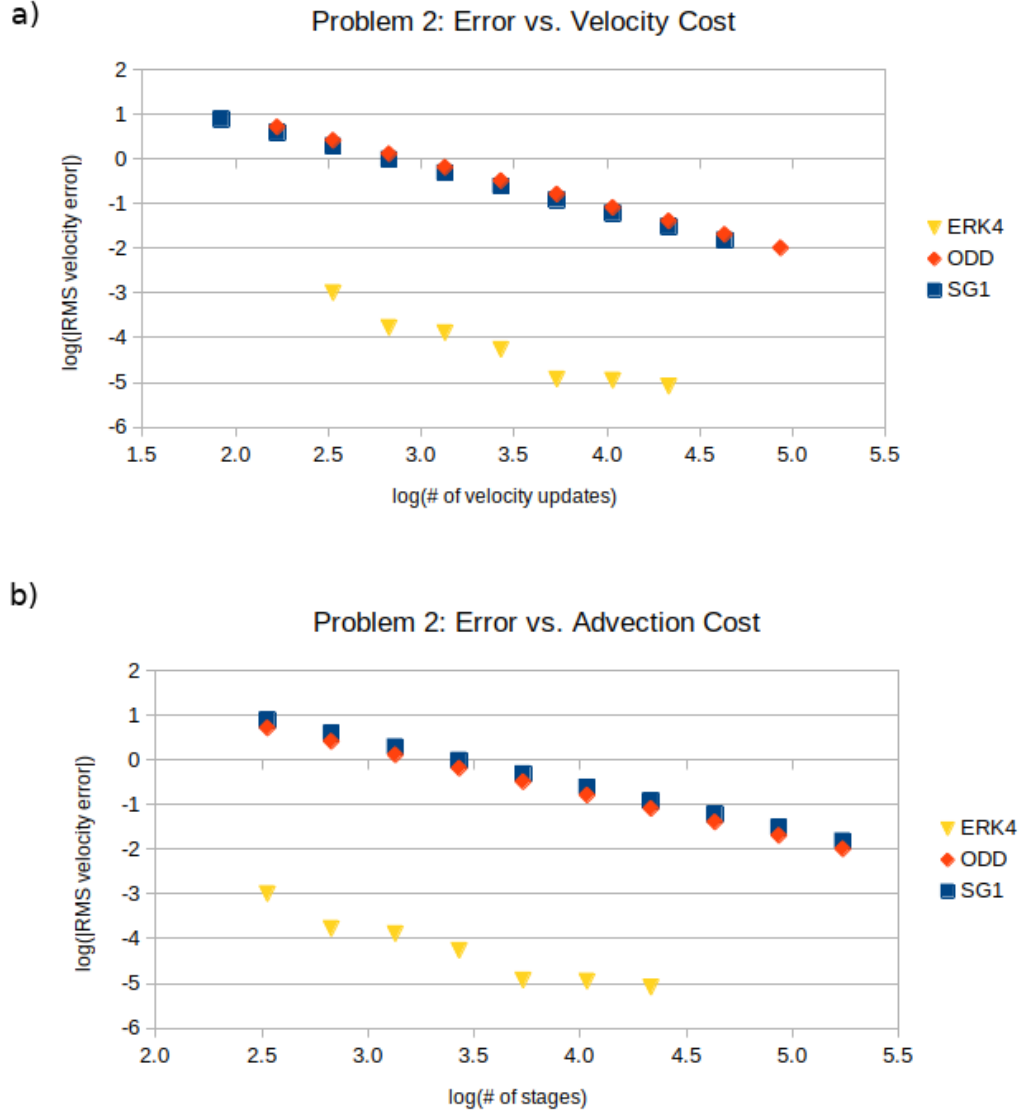 a)
Problem 2: Error vs. Velocity Cost
2
1
0
-1
-2
-3
-4
-5
-6
log(|RMS velocity error|)
1.5 2.0 2.5 3.0 3.5 4.0 4.5 5.0 5.5
log(# of velocity updates)
ERK4
ODD
SG1
b)
Problem 2: Error vs. Advection Cost
2
1
0
-1
-2
-3
-4
-5
-6
log(|RMS velocity error|)
2.0 2.5 3.0 3.5 4.0 4.5 5.0 5.5
log(# of stages)
ERK4
ODD
SG1